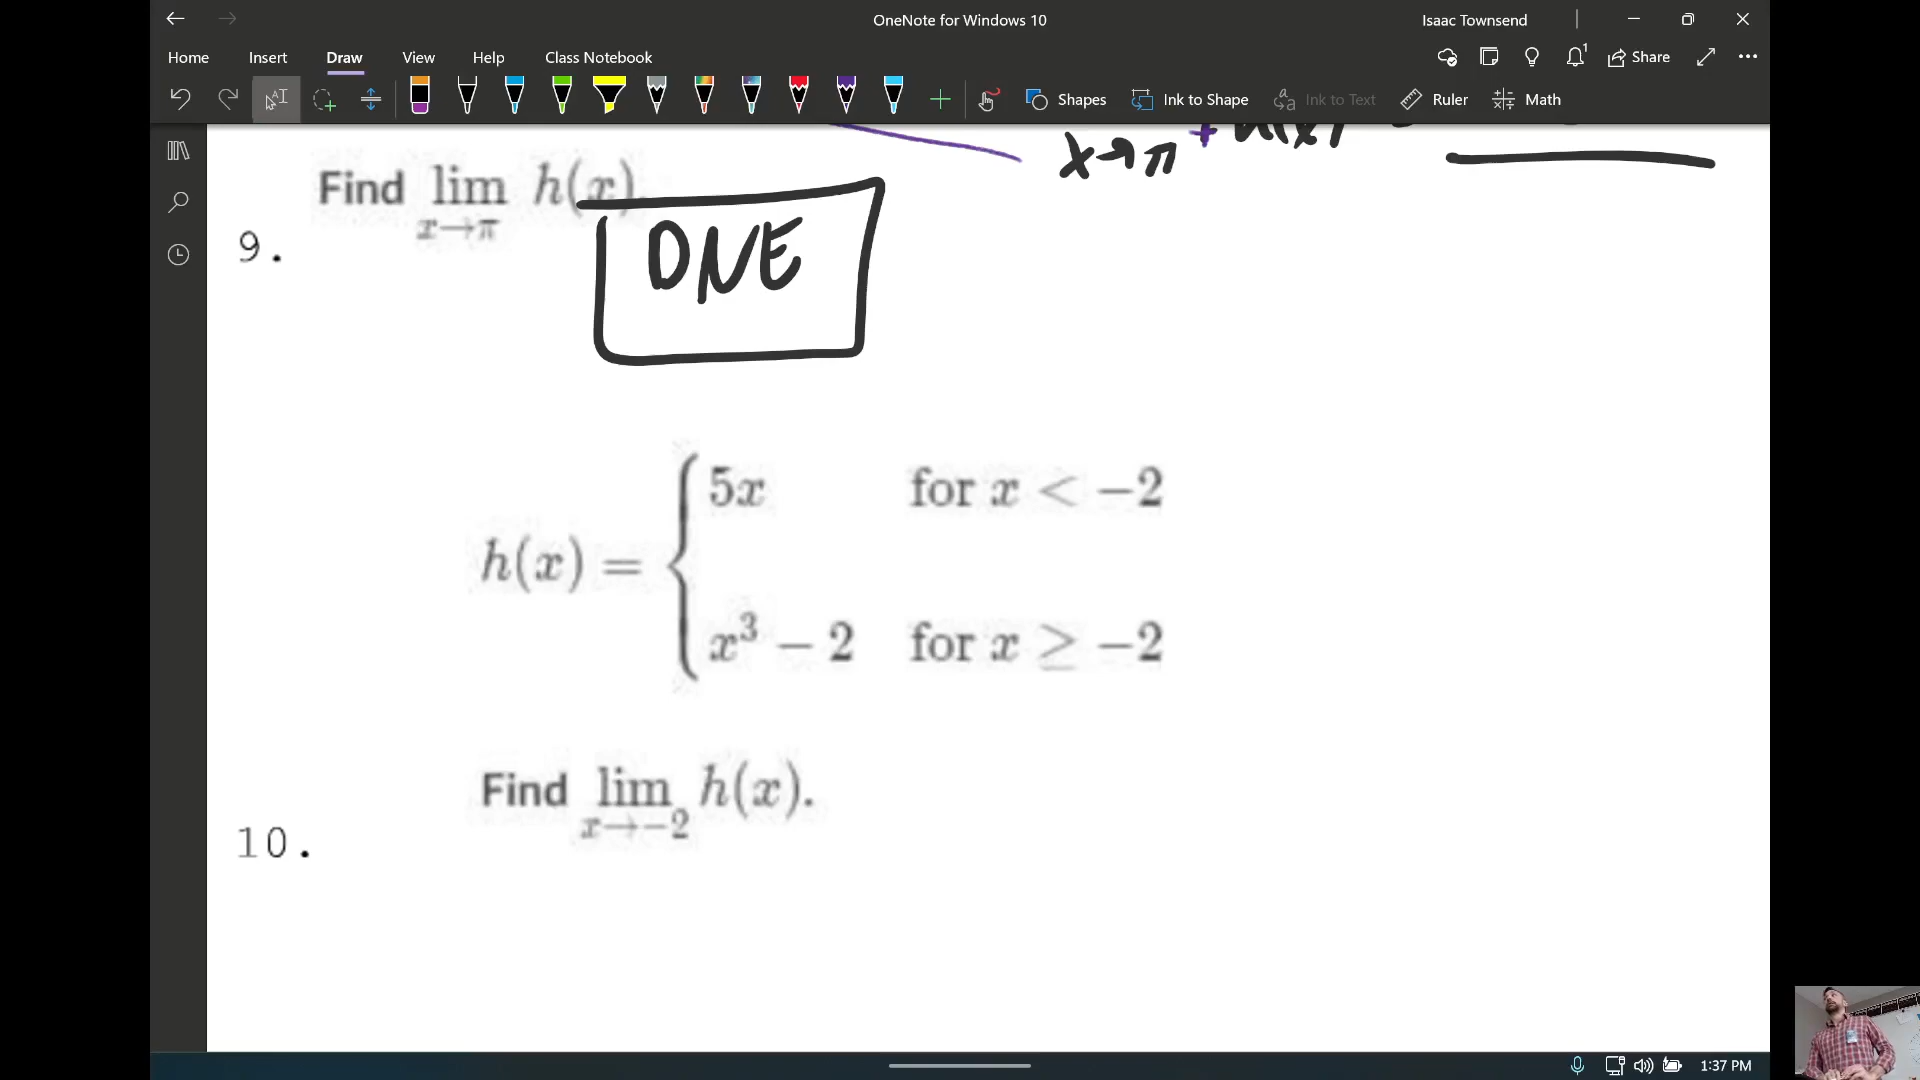 OneNote for Windows 10
Isaac Townsend
Home Insert Draw View Help Class Notebook
1 Share
Shapes Ink to Shape Ink to Text Ruler Math
x→π⁺
Find lim h(x).
x→π
9.
DNE
h(x) = { 5x for x < −2
x³ − 2 for x ≥ −2
Find lim h(x).
x→−2
10.
1:37 PM